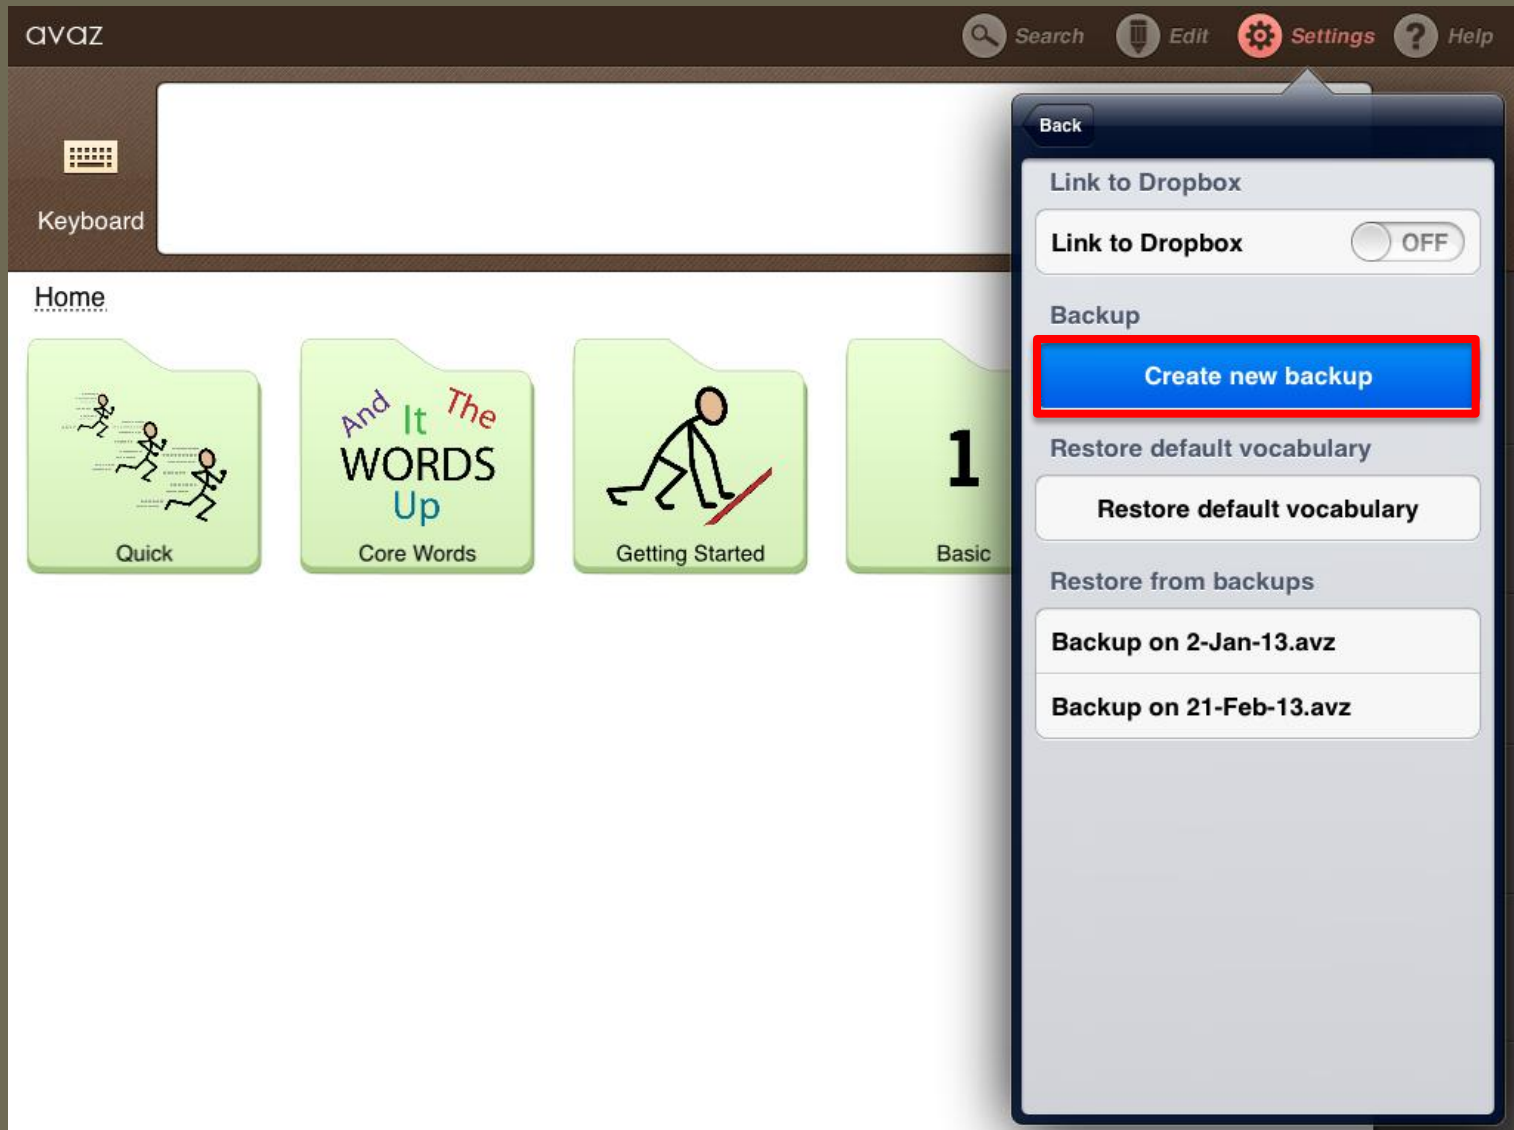 avaz
Search
Edit
Settings
Help
Keyboard
Home
And It The
WORDS
Up
1
Quick
Core Words
Getting Started
Basic
Back
Link to Dropbox
Link to Dropbox
OFF
Backup
Create new backup
Restore default vocabulary
Restore default vocabulary
Restore from backups
Backup on 2-Jan-13.avz
Backup on 21-Feb-13.avz